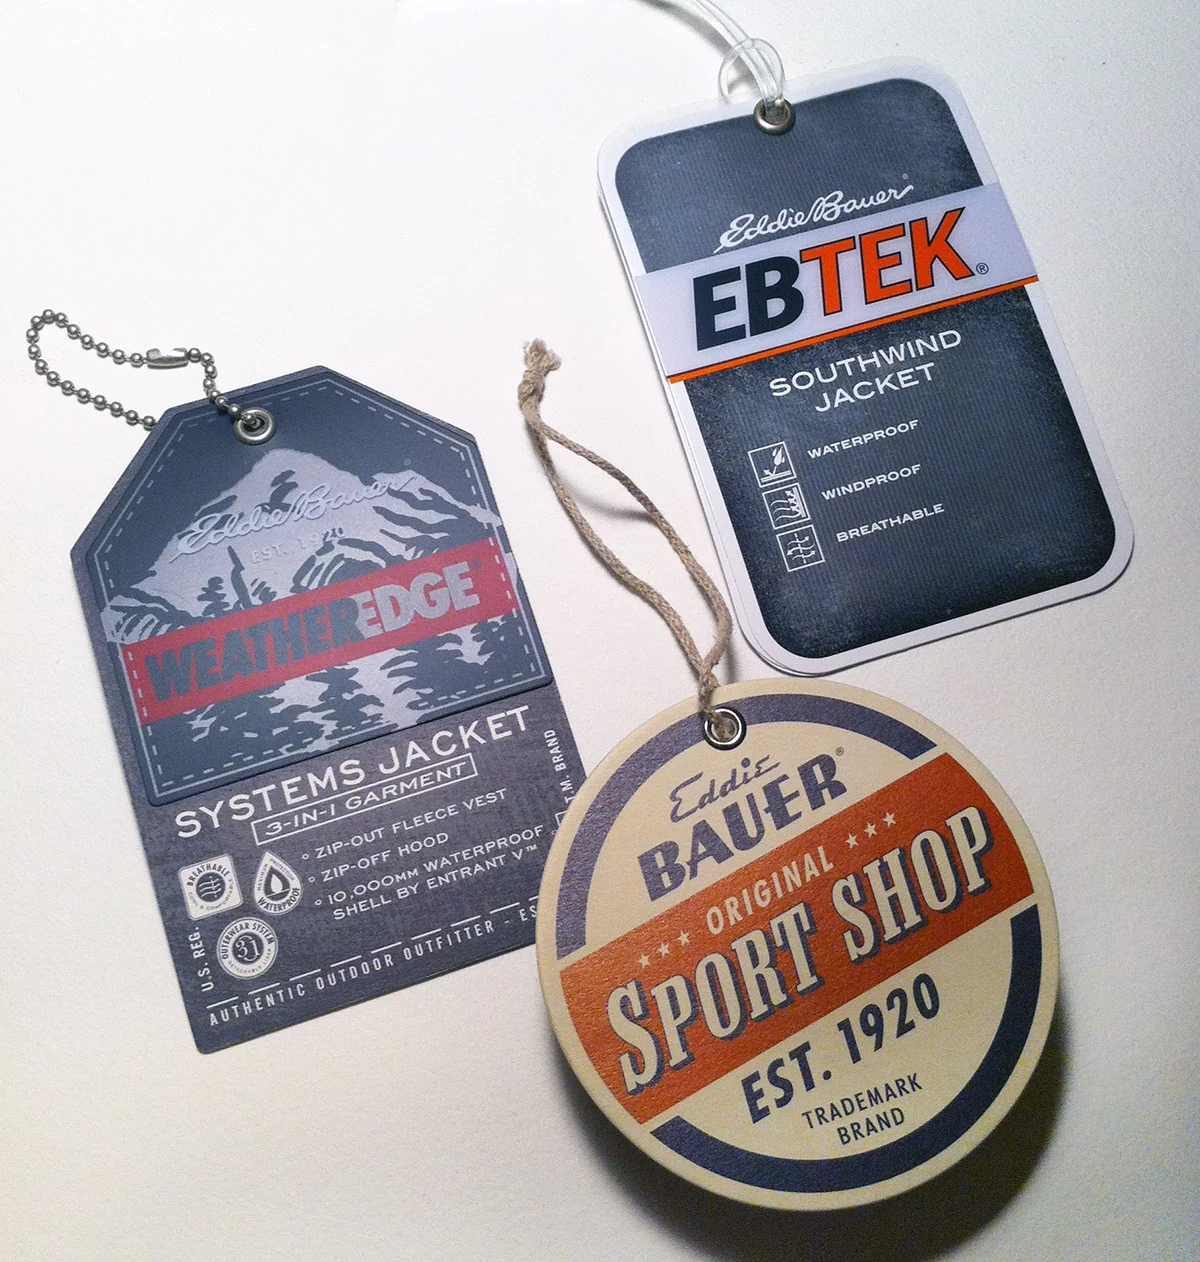 Eddie Bauer®
EBTEK®
SOUTHWIND
JACKET
WATERPROOF
WINDPROOF
BREATHABLE
Eddie Bauer
EST. 1920
WEATHEREDGE
SYSTEMS JACKET
3-IN-1 GARMENT
° ZIP-OUT FLEECE VEST
° ZIP-OFF HOOD
° 10,000MM WATERPROOF
SHELL BY ENTRANT V™
BREATHABLE
WATERPROOF
OUTERWEAR SYSTEM
31
U.S. REG.
T.M. BRAND
AUTHENTIC OUTDOOR OUTFITTER - ES
Eddie
BAUER®
ORIGINAL
SPORT SHOP
EST. 1920
TRADEMARK
BRAND